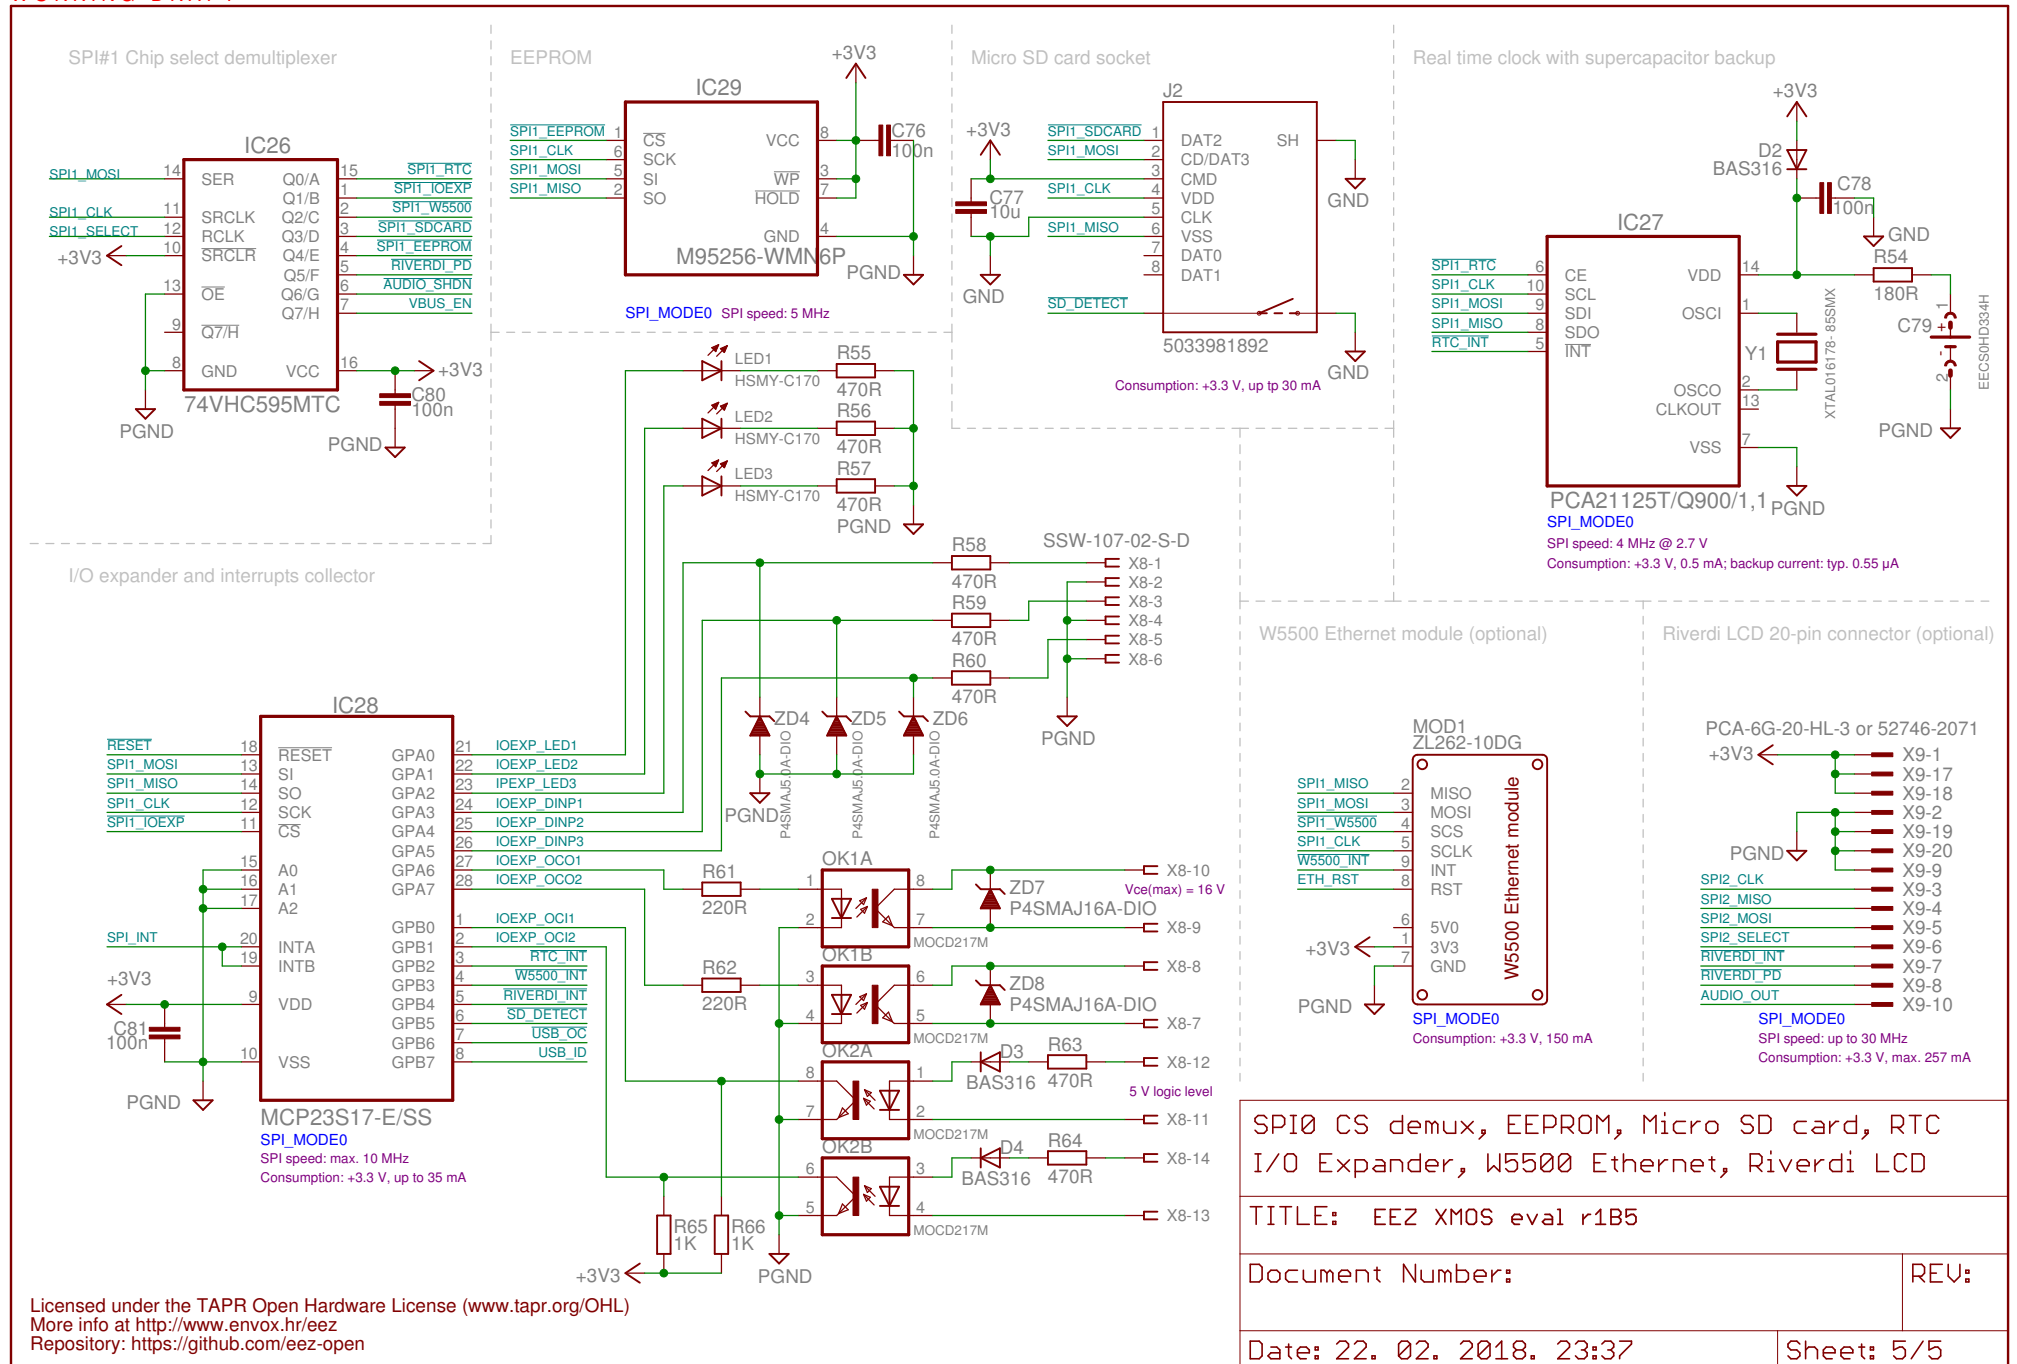 SPI#1 Chip select demultiplexer
IC26
SPI1_MOSI 14 SER Q0/A 15 SPI1_RTC
Q1/B 1 SPI1_IOEXP
SPI1_CLK 11 SRCLK Q2/C 2 SPI1_W5500
SPI1_SELECT 12 RCLK Q3/D 3 SPI1_SDCARD
+3V3 10 SRCLR Q4/E 4 SPI1_EEPROM
Q5/F 5 RIVERDI_PD
13 OE Q6/G 6 AUDIO_SHDN
Q7/H 7 VBUS_EN
9 Q7/H
8 GND VCC 16 +3V3
74VHC595MTC
C80
100n
PGND
PGND
EEPROM
+3V3
IC29
SPI1_EEPROM 1 CS VCC 8
SPI1_CLK 6 SCK
SPI1_MOSI 5 SI WP 3
SPI1_MISO 2 SO HOLD 7
GND 4
C76
100n
M95256-WMN6P
PGND
SPI_MODE0 SPI speed: 5 MHz
Micro SD card socket
J2
+3V3
C77
10u
GND
SPI1_SDCARD 1 DAT2 SH
SPI1_MOSI 2 CD/DAT3
3 CMD
SPI1_CLK 4 VDD
5 CLK
SPI1_MISO 6 VSS
7 DAT0
8 DAT1
SD_DETECT
GND
5033981892
GND
Consumption: +3.3 V, up tp 30 mA
Real time clock with supercapacitor backup
+3V3
D2
BAS316
C78
100n
GND
IC27
SPI1_RTC 6 CE VDD 14
SPI1_CLK 10 SCL
SPI1_MOSI 9 SDI OSCI 1
SPI1_MISO 8 SDO
RTC_INT 5 INT
OSCO 2
CLKOUT 13
VSS 7
R54
180R
Y1
XTAL016178-85SMX
C79
+ 1
- 2
EECS0HD334H
PGND
PGND
PCA21125T/Q900/1,1
SPI_MODE0
SPI speed: 4 MHz @ 2.7 V
Consumption: +3.3 V, 0.5 mA; backup current: typ. 0.55 µA
LED1
HSMY-C170
R55
470R
LED2
HSMY-C170
R56
470R
LED3
HSMY-C170
R57
470R
PGND
I/O expander and interrupts collector
SSW-107-02-S-D
R58
470R
R59
470R
R60
470R
X8-1
X8-2
X8-3
X8-4
X8-5
X8-6
PGND
ZD4
P4SMAJ5.0A-DIO
ZD5
P4SMAJ5.0A-DIO
ZD6
P4SMAJ5.0A-DIO
PGND
IC28
RESET 18 RESET GPA0 21 IOEXP_LED1
SPI1_MOSI 13 SI GPA1 22 IOEXP_LED2
SPI1_MISO 14 SO GPA2 23 IPEXP_LED3
SPI1_CLK 12 SCK GPA3 24 IOEXP_DINP1
SPI1_IOEXP 11 CS GPA4 25 IOEXP_DINP2
GPA5 26 IOEXP_DINP3
15 A0 GPA6 27 IOEXP_OCO1
16 A1 GPA7 28 IOEXP_OCO2
17 A2
GPB0 1 IOEXP_OCI1
SPI_INT 20 INTA GPB1 2 IOEXP_OCI2
19 INTB GPB2 3 RTC_INT
GPB3 4 W5500_INT
+3V3 9 VDD GPB4 5 RIVERDI_INT
GPB5 6 SD_DETECT
GPB6 7 USB_OC
10 VSS GPB7 8 USB_ID
C81
100n
PGND
MCP23S17-E/SS
SPI_MODE0
SPI speed: max. 10 MHz
Consumption: +3.3 V, up to 35 mA
R61
220R
OK1A
1 8
2 7
MOCD217M
ZD7
P4SMAJ16A-DIO
X8-10
Vce(max) = 16 V
X8-9
R62
220R
OK1B
3 6
4 5
MOCD217M
ZD8
P4SMAJ16A-DIO
X8-8
X8-7
OK2A
8 1
7 2
MOCD217M
D3
BAS316
R63
470R
X8-12
5 V logic level
X8-11
OK2B
6 3
5 4
MOCD217M
D4
BAS316
R64
470R
X8-14
X8-13
R65
1K
R66
1K
+3V3
PGND
W5500 Ethernet module (optional)
MOD1
ZL262-10DG
SPI1_MISO 2 MISO
SPI1_MOSI 3 MOSI
SPI1_W5500 4 SCS
SPI1_CLK 5 SCLK
W5500_INT 9 INT
ETH_RST 8 RST
6 5V0
+3V3 1 3V3
7 GND
W5500 Ethernet module
PGND
SPI_MODE0
Consumption: +3.3 V, 150 mA
Riverdi LCD 20-pin connector (optional)
PCA-6G-20-HL-3 or 52746-2071
+3V3 X9-1
X9-17
X9-18
X9-2
X9-19
PGND X9-20
X9-9
SPI2_CLK X9-3
SPI2_MISO X9-4
SPI2_MOSI X9-5
SPI2_SELECT X9-6
RIVERDI_INT X9-7
RIVERDI_PD X9-8
AUDIO_OUT X9-10
SPI_MODE0
SPI speed: up to 30 MHz
Consumption: +3.3 V, max. 257 mA
SPI0 CS demux, EEPROM, Micro SD card, RTC
I/O Expander, W5500 Ethernet, Riverdi LCD
TITLE: EEZ XMOS eval r1B5
Document Number: REV:
Date: 22. 02. 2018. 23:37 Sheet: 5/5
Licensed under the TAPR Open Hardware License (www.tapr.org/OHL)
More info at http://www.envox.hr/eez
Repository: https://github.com/eez-open